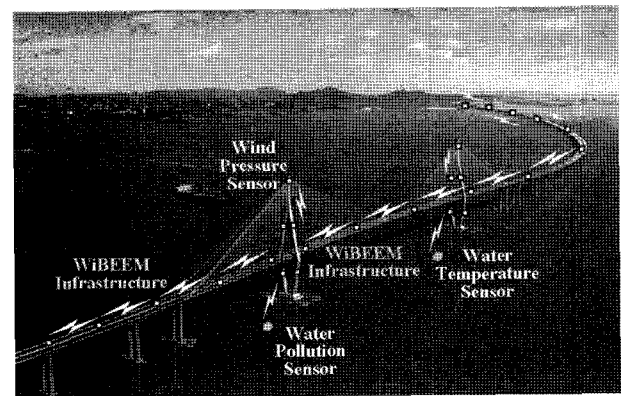 Wind
Pressure
Sensor
WiBEEM
Infrastructure
WiBEEM
Infrastructure
Water
Temperature
Sensor
Water
Pollution
Sensor